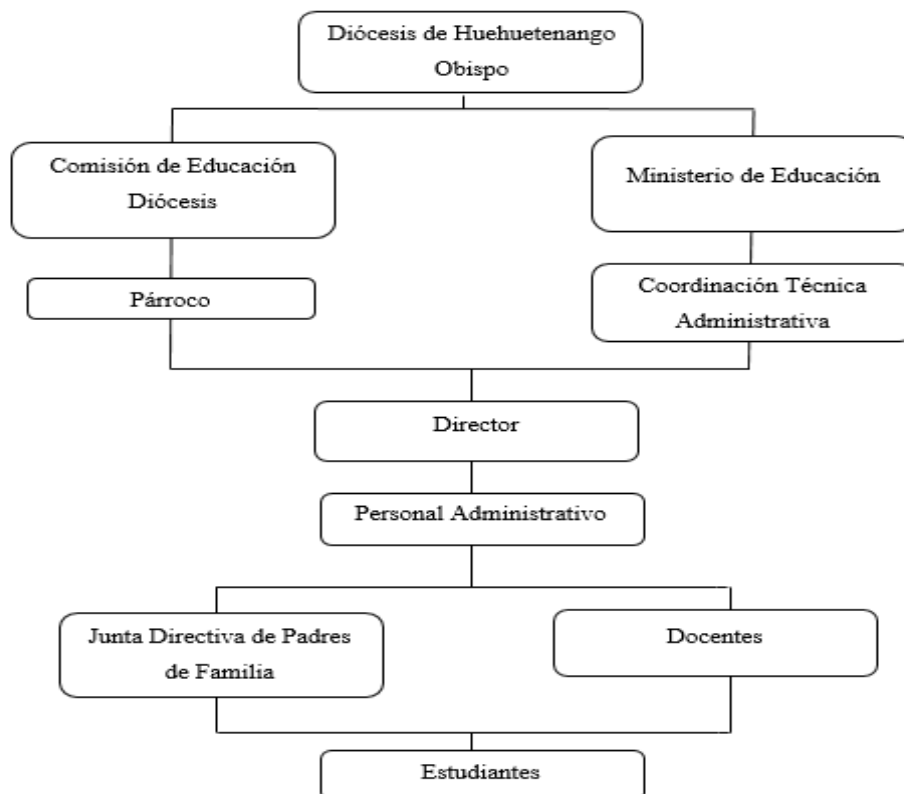 Diócesis de Huehuetenango
Obispo
Comisión de Educación
Diócesis
Ministerio de Educación
Párroco
Coordinación Técnica
Administrativa
Director
Personal Administrativo
Junta Directiva de Padres
de Familia
Docentes
Estudiantes